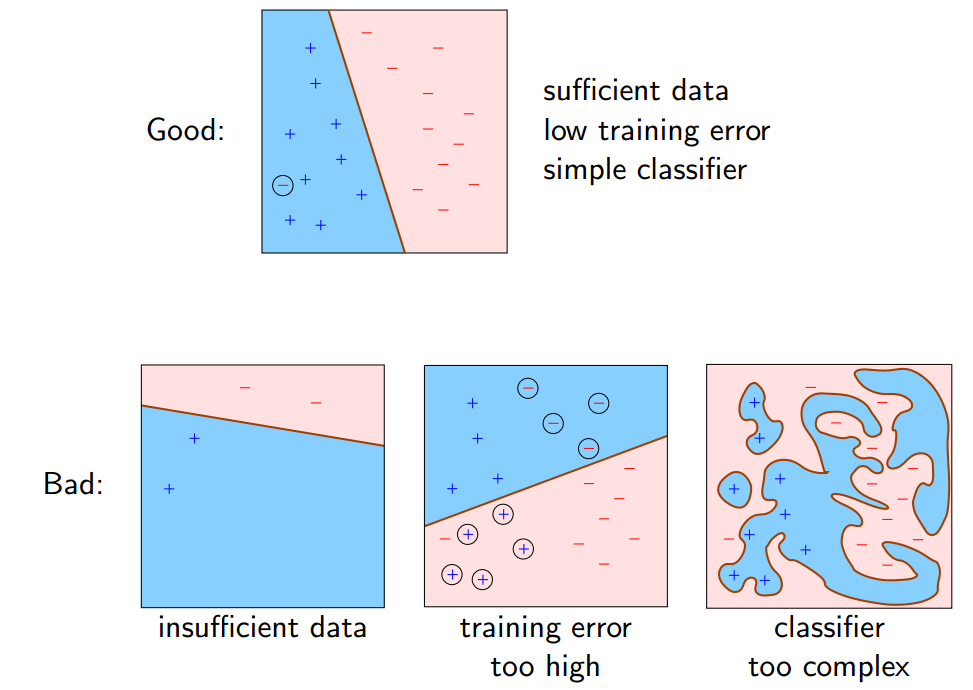 Good:
sufficient data
low training error
simple classifier
Bad:
insufficient data
training error
too high
classifier
too complex